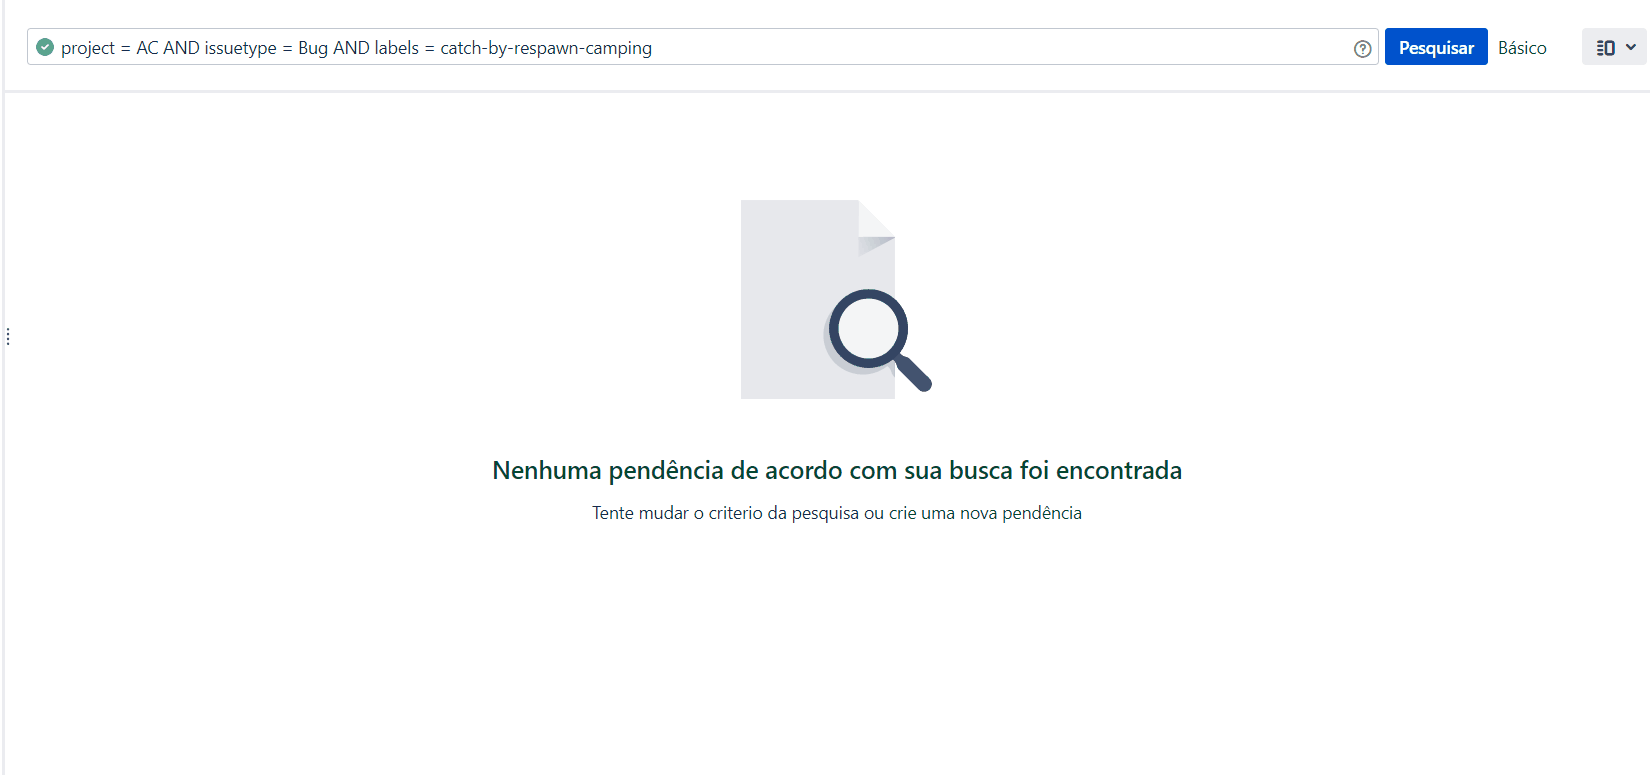 project = AC AND issuetype = Bug AND labels = catch-by-respawn-camping
Pesquisar
Básico
Nenhuma pendência de acordo com sua busca foi encontrada
Tente mudar o criterio da pesquisa ou crie uma nova pendência